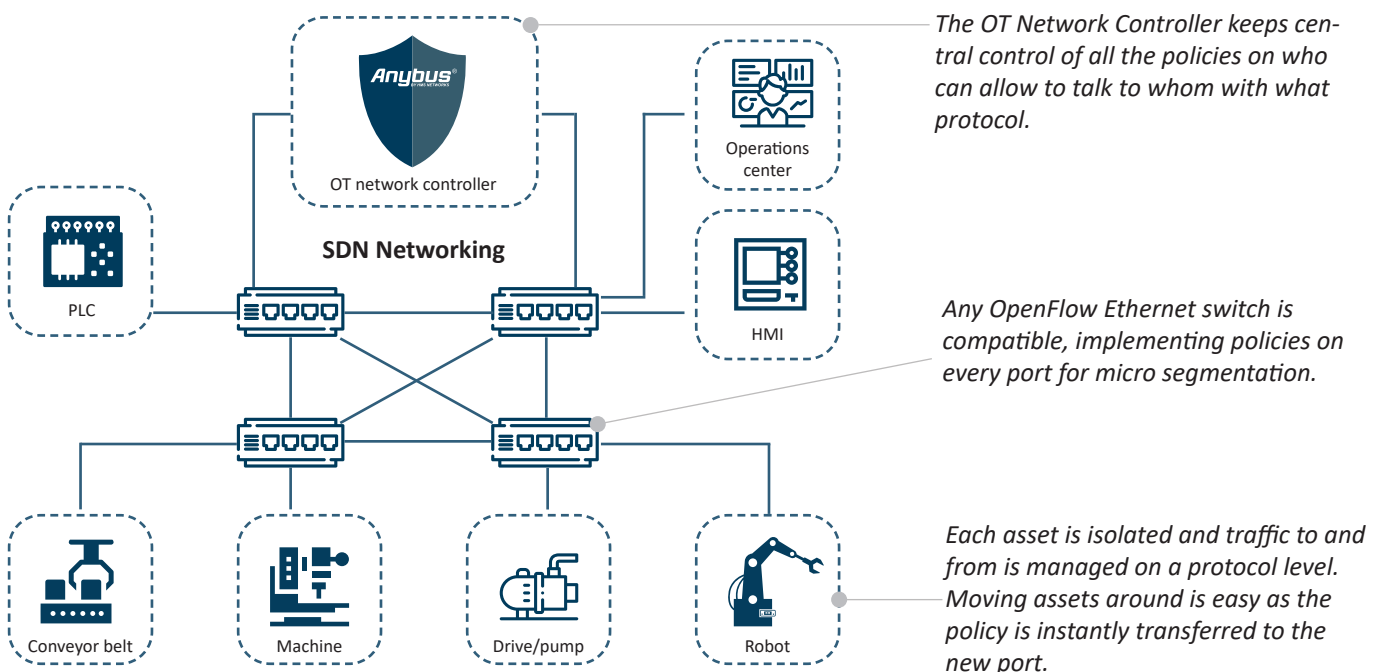 The OT Network Controller keeps cen-
tral control of all the policies on who
can allow to talk to whom with what
protocol.
Anybus®
BY HMS NETWORKS
OT network controller
Operations
center
SDN Networking
PLC
HMI
Any OpenFlow Ethernet switch is
compatible, implementing policies on
every port for micro segmentation.
Conveyor belt
Machine
Drive/pump
Robot
Each asset is isolated and traffic to and
from is managed on a protocol level.
Moving assets around is easy as the
policy is instantly transferred to the
new port.